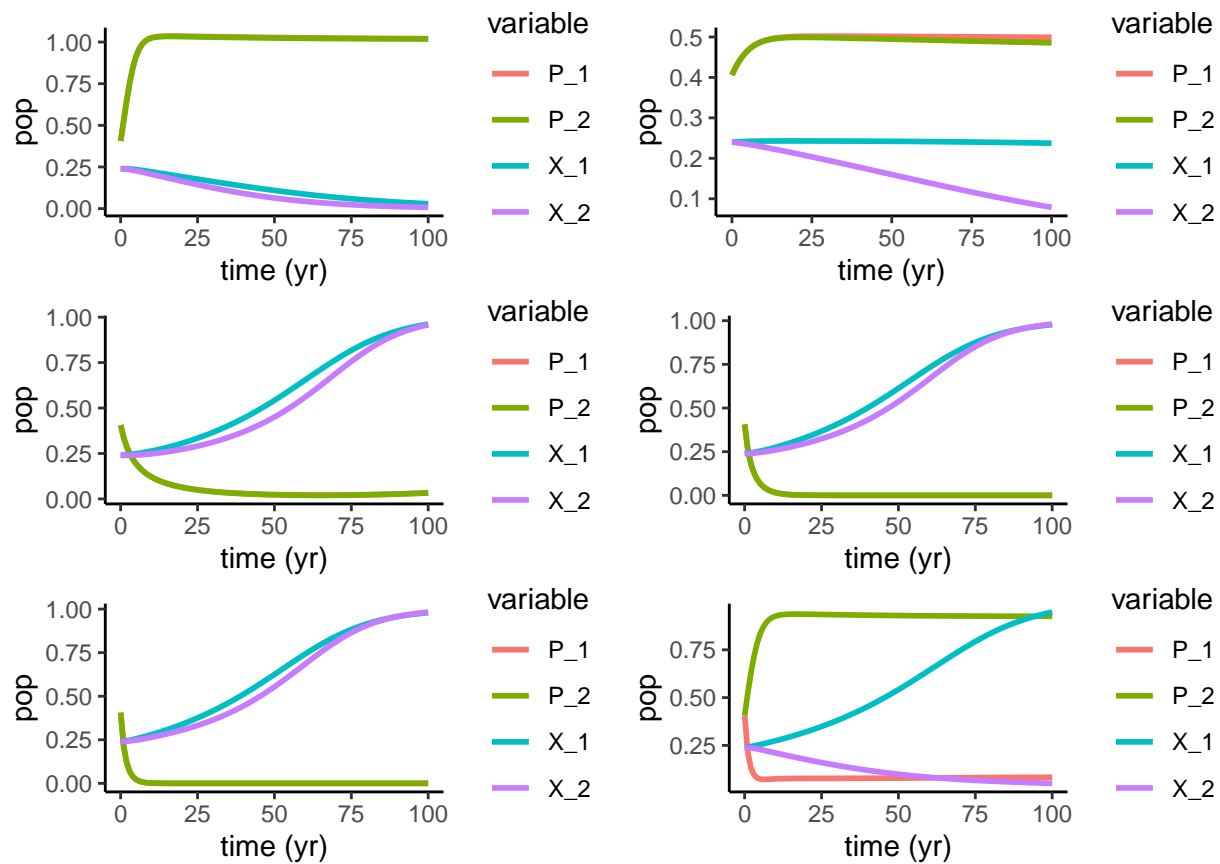 variable
1.00
0.75
0.50
0.25
0.00
pop
0 25 50 75 100
time (yr)
P_1
P_2
X_1
X_2
variable
0.5
0.4
0.3
0.2
0.1
pop
0 25 50 75 100
time (yr)
P_1
P_2
X_1
X_2
variable
1.00
0.75
0.50
0.25
0.00
pop
0 25 50 75 100
time (yr)
P_1
P_2
X_1
X_2
variable
1.00
0.75
0.50
0.25
0.00
pop
0 25 50 75 100
time (yr)
P_1
P_2
X_1
X_2
variable
1.00
0.75
0.50
0.25
0.00
pop
0 25 50 75 100
time (yr)
P_1
P_2
X_1
X_2
variable
0.75
0.50
0.25
pop
0 25 50 75 100
time (yr)
P_1
P_2
X_1
X_2